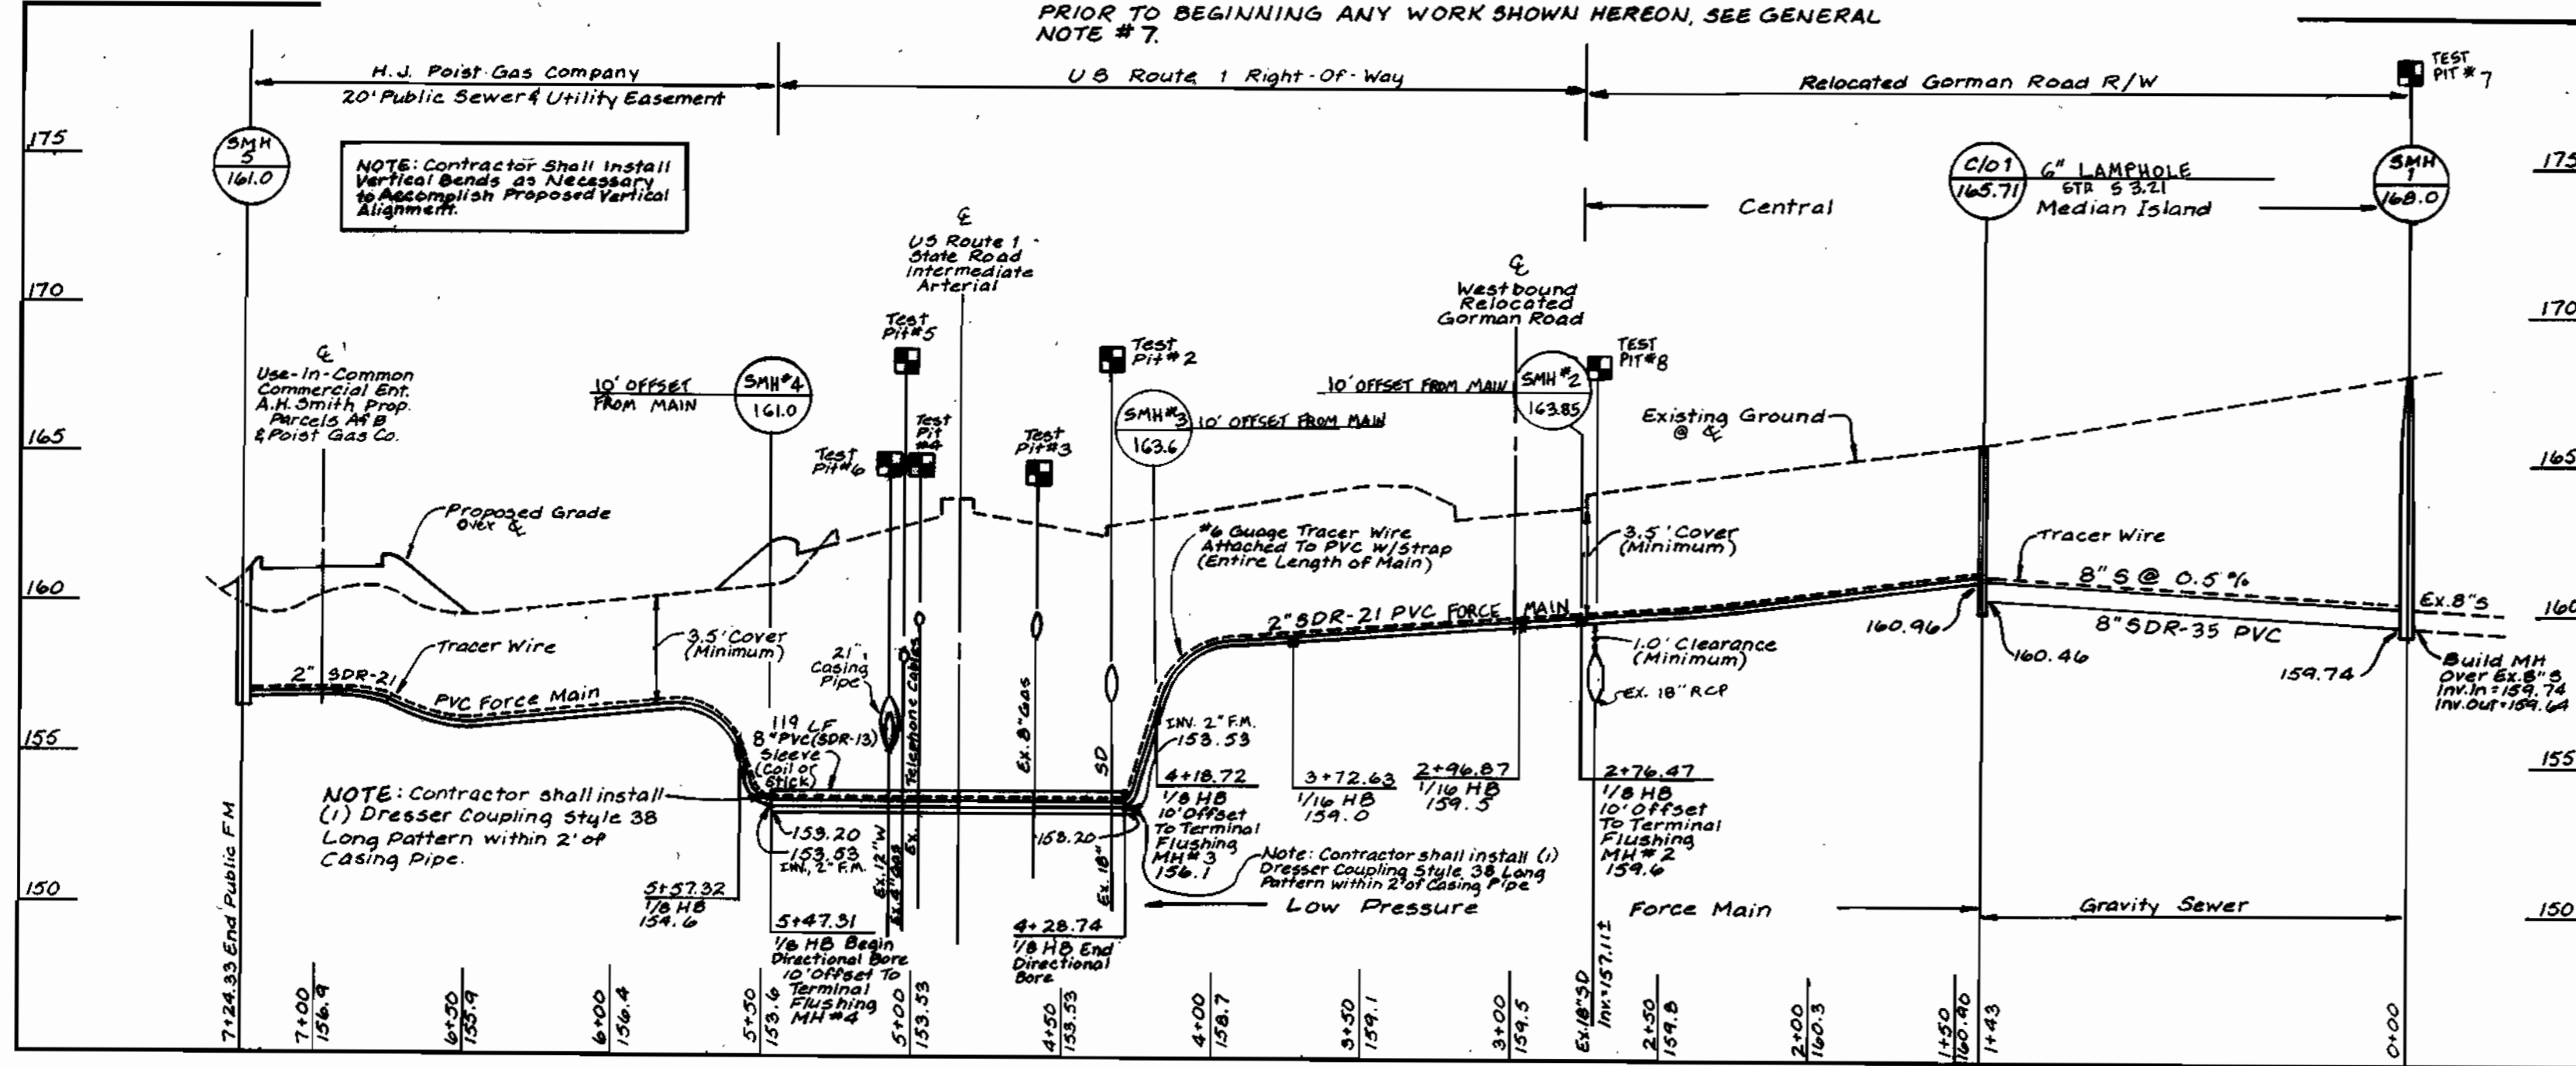 PRIOR TO BEGINNING ANY WORK SHOWN HEREON, SEE GENERAL
NOTE # 7.
H.J. Poist Gas Company
20' Public Sewer & Utility Easement
US Route 1 Right-Of-Way
Relocated Gorman Road R/W
TEST
PIT # 7
175
170
165
160
155
150
SMH
5
161.0
NOTE: Contractor Shall Install
Vertical Bends as Necessary
to Accomplish Proposed Vertical
Alignment.
℄
US Route 1
State Road
Intermediate
Arterial
Central
C/O1
165.71
6" LAMPHOLE
STR S 3.21
Median Island
SMH
1
168.0
175
170
165
160
155
150
℄
Use-In-Common
Commercial Ent.
A.H. Smith Prop.
Parcels A&B
& Poist Gas Co.
10' OFFSET
FROM MAIN
SMH#4
161.0
Test
Pit#5
Test
Pit
#4
Test
Pit#6
Test
Pit#3
Test
Pit#2
SMH#3
163.6
10' OFFSET FROM MAIN
℄
Westbound
Relocated
Gorman Road
10' OFFSET FROM MAIN
SMH#2
163.85
TEST
PIT#8
Existing Ground
@ ℄
Proposed Grade
Over ℄
#6 Guage Tracer Wire
Attached To PVC w/Strap
(Entire Length of Main)
3.5' Cover
(Minimum)
Tracer Wire
8" S @ 0.5 %
Ex.8"S
8" SDR-35 PVC
160.96
160.46
159.74
Build MH
Over Ex.8"S
Inv.In=159.74
Inv.Out=159.64
Tracer Wire
2" SDR-21
PVC Force Main
3.5' Cover
(Minimum)
21"
Casing
Pipe
119 LF
8" PVC (SDR-13)
Sleeve
(Coil or
Stick)
2" SDR-21 PVC FORCE MAIN
1.0' Clearance
(Minimum)
EX. 18" RCP
NOTE: Contractor shall install
(1) Dresser Coupling Style 38
Long Pattern within 2' of
Casing Pipe.
153.20
153.53
INV. 2" F.M.
Ex.12"W
Ex. Telephone Cables
Ex. 8" Gas
153.20
Ex. 18" SD
INV. 2" F.M.
153.53
4+18.72
1/8 HB
10' Offset
To Terminal
Flushing
MH#3
156.1
3+72.63
1/16 HB
159.0
2+96.87
1/16 HB
159.5
2+76.47
1/8 HB
10' Offset
To Terminal
Flushing
MH#2
159.6
Note: Contractor shall install (1)
Dresser Coupling Style 38 Long
Pattern within 2' of Casing Pipe
Low Pressure
Force Main
Gravity Sewer
5+57.32
1/8 HB
154.6
5+47.31
1/8 HB Begin
Directional Bore
10' Offset To
Terminal
Flushing
MH#4
4+28.74
1/8 HB End
Directional
Bore
7+24.33 End Public FM
7+00
156.9
6+50
155.9
6+00
156.4
5+50
153.6
5+00
153.53
4+50
153.53
4+00
158.7
3+50
159.1
3+00
159.5
Ex.18"SD
Inv.=157.11±
2+50
159.8
2+00
160.3
1+50
160.90
1+43
0+00